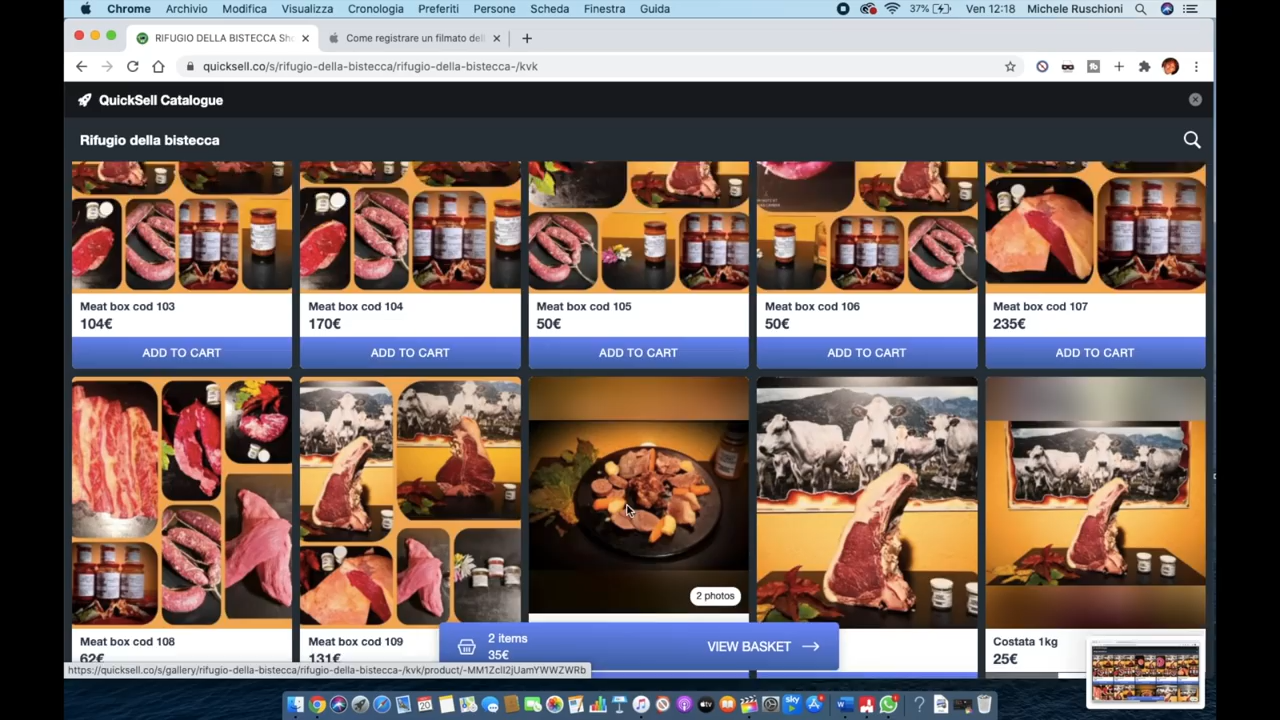 Chrome Archivio Modifica Visualizza Cronologia Preferiti Persone Scheda Finestra Guida 37% Ven 12:18 Michele Ruschioni
RIFUGIO DELLA BISTECCA Sho Come registrare un filmato dell
quicksell.co/s/rifugio-della-bistecca/rifugio-della-bistecca-/kvk
QuickSell Catalogue
Rifugio della bistecca
Meat box cod 103 Meat box cod 104 Meat box cod 105 Meat box cod 106 Meat box cod 107
104€ 170€ 50€ 50€ 235€
ADD TO CART ADD TO CART ADD TO CART ADD TO CART ADD TO CART
2 photos
Meat box cod 108 Meat box cod 109 2 items VIEW BASKET Costata 1kg
62€ 131€ 35€ 25€
https://quicksell.co/s/gallery/rifugio-della-bistecca/rifugio-della-bistecca-/kvk/product/-MM1ZclI2jUamYWWZWRb
sky